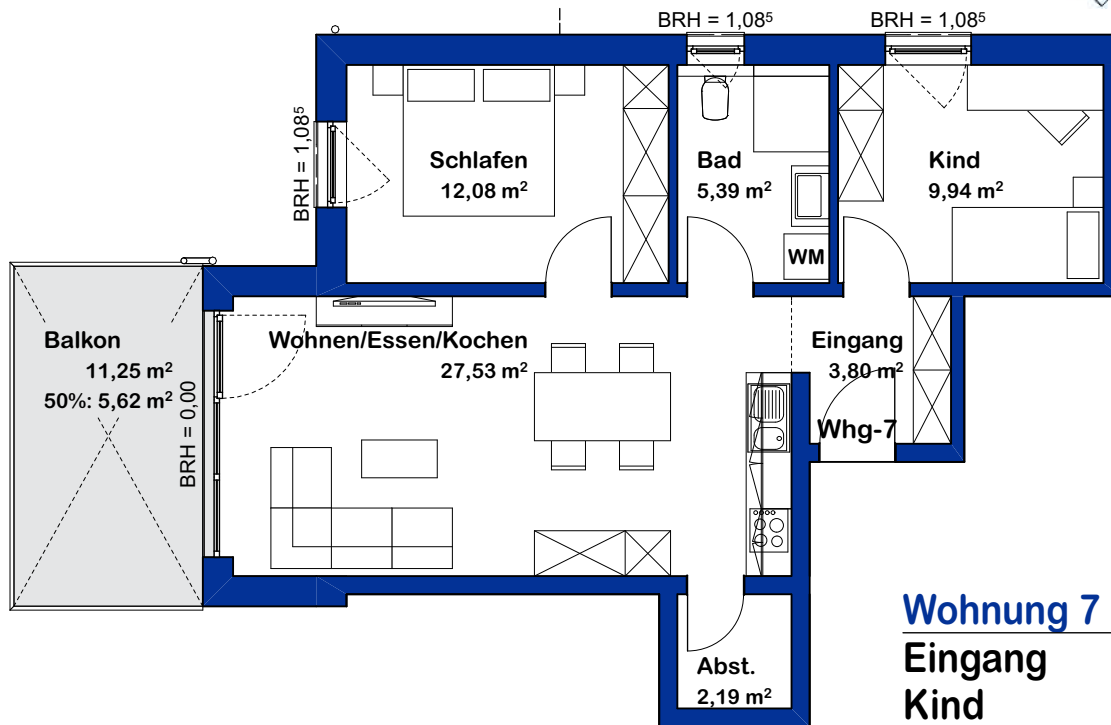 BRH = 1,08⁵
BRH = 1,08⁵
BRH = 1,08⁵
Schlafen
12,08 m²
Bad
5,39 m²
Kind
9,94 m²
WM
Balkon
11,25 m²
50%: 5,62 m²
BRH = 0,00
Wohnen/Essen/Kochen
27,53 m²
Eingang
3,80 m²
Whg-7
Abst.
2,19 m²
Wohnung 7
Eingang
Kind